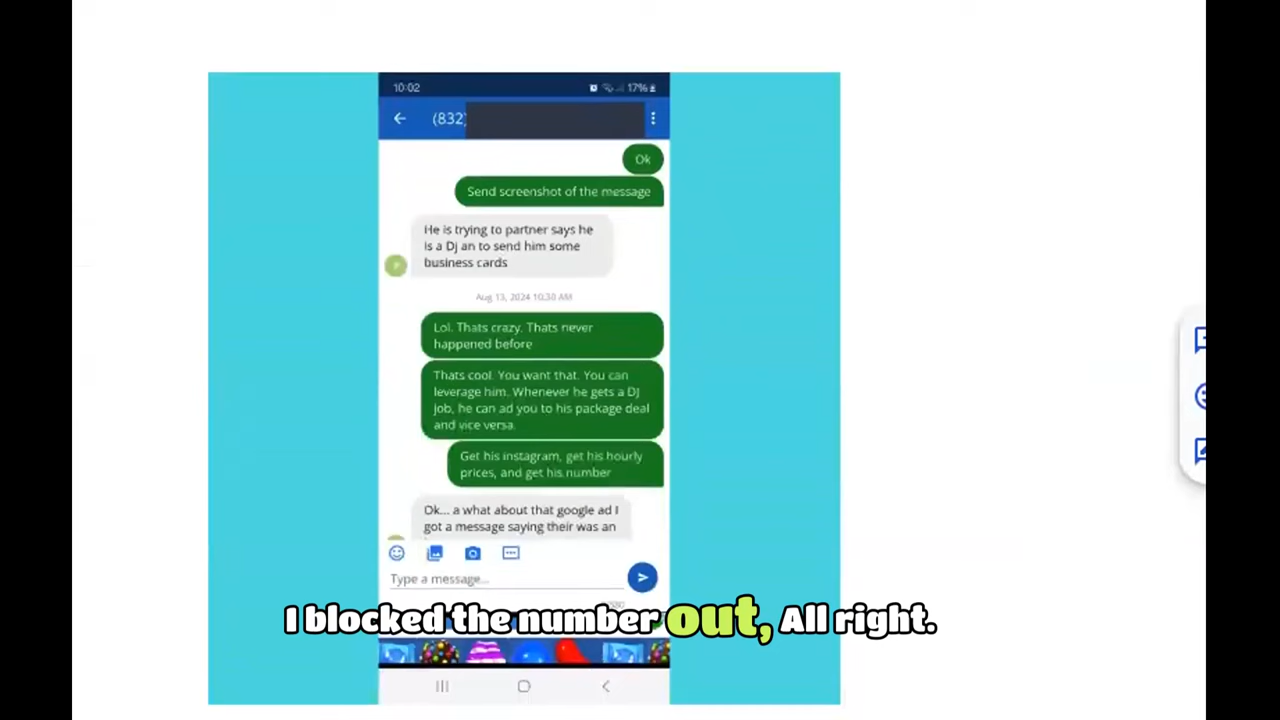 10:02
17%
(832)
Ok
Send screenshot of the message
He is trying to partner says he
is a Dj an to send him some
business cards
Aug 13, 2024 10:30 AM
Lol. Thats crazy. Thats never
happened before
Thats cool. You want that. You can
leverage him. Whenever he gets a DJ
job, he can ad you to his package deal
and vice versa.
Get his instagram, get his hourly
prices, and get his number
Ok... a what about that google ad I
got a message saying their was an
Type a message...
I blocked the number out, All right.